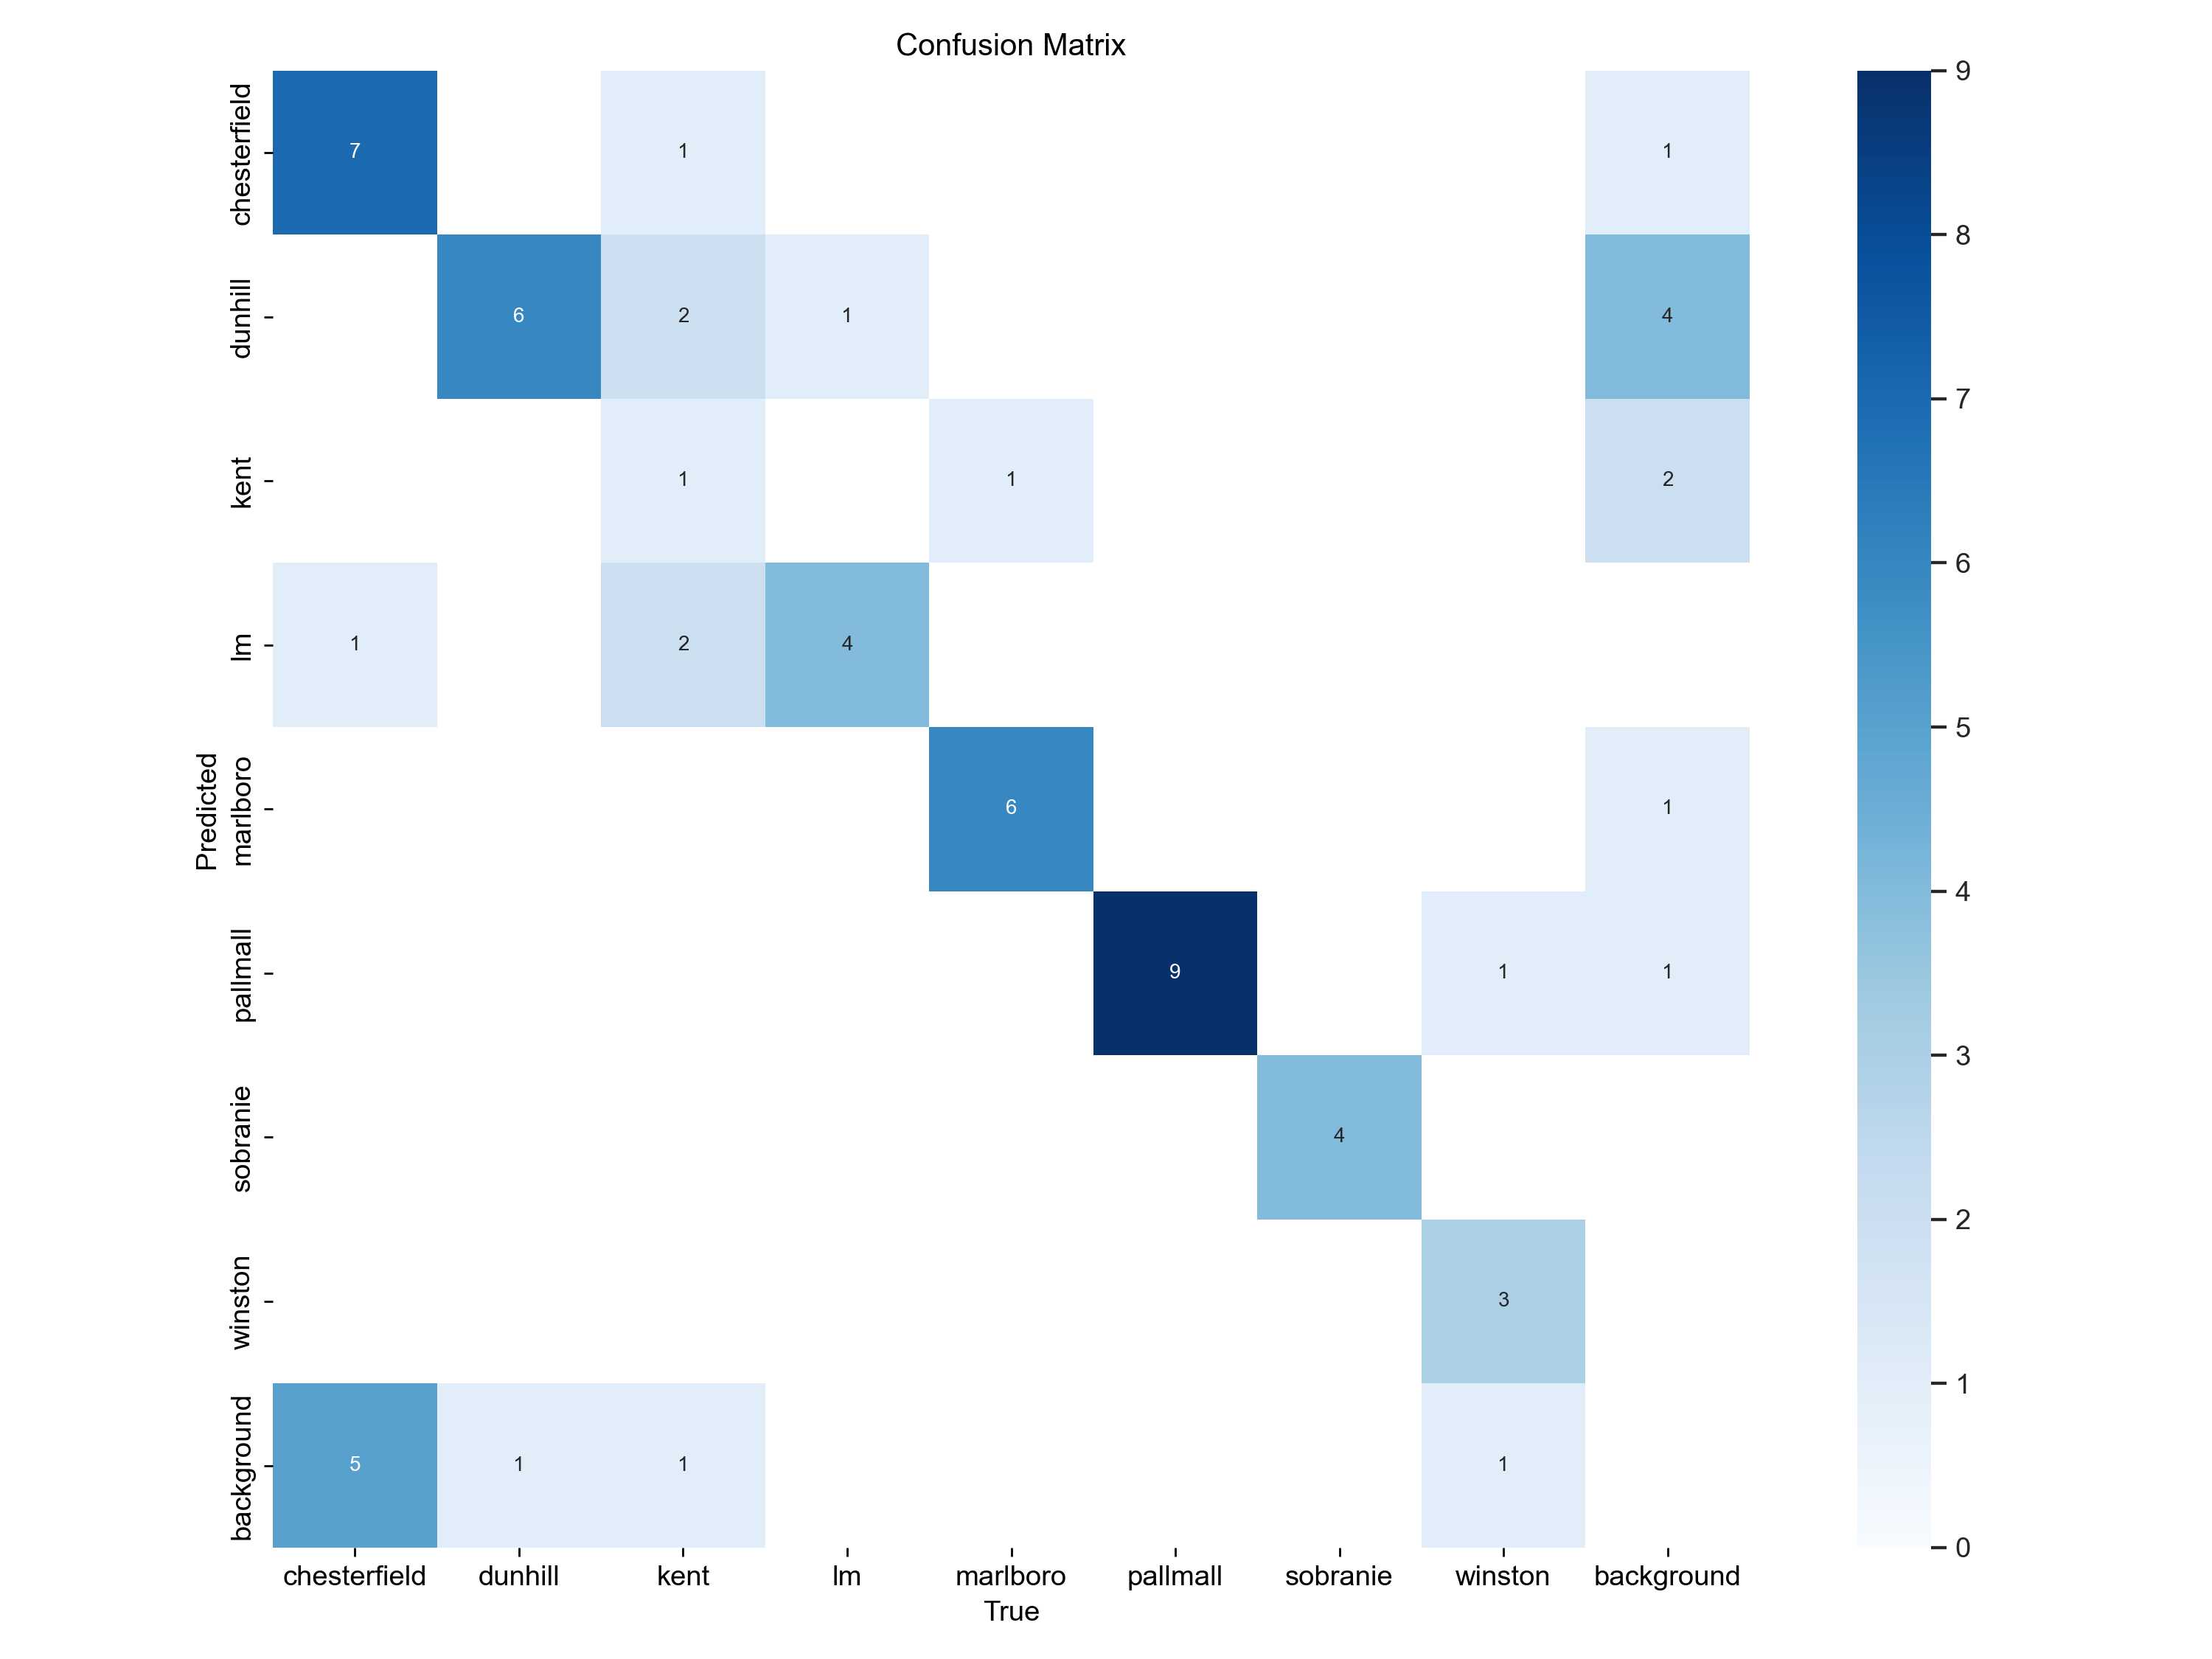 Confusion Matrix
chesterfield 7 1 1
dunhill 6 2 1 4
kent 1 1 2
lm 1 2 4
marlboro 6 1
pallmall 9 1 1
sobranie 4
winston 3
background 5 1 1 1
Predicted
chesterfield dunhill kent lm marlboro pallmall sobranie winston background
True
9
8
7
6
5
4
3
2
1
0